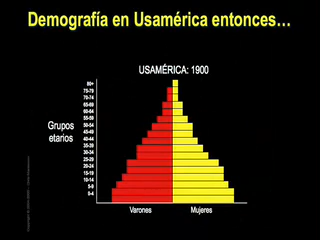 Demografía en Usamérica entonces…
USAMÉRICA: 1900
Grupos
etarios
80+
75-79
70-74
65-69
60-64
55-59
50-54
45-49
40-44
35-39
30-34
25-29
20-24
15-19
10-14
5-9
0-4
Varones
Mujeres